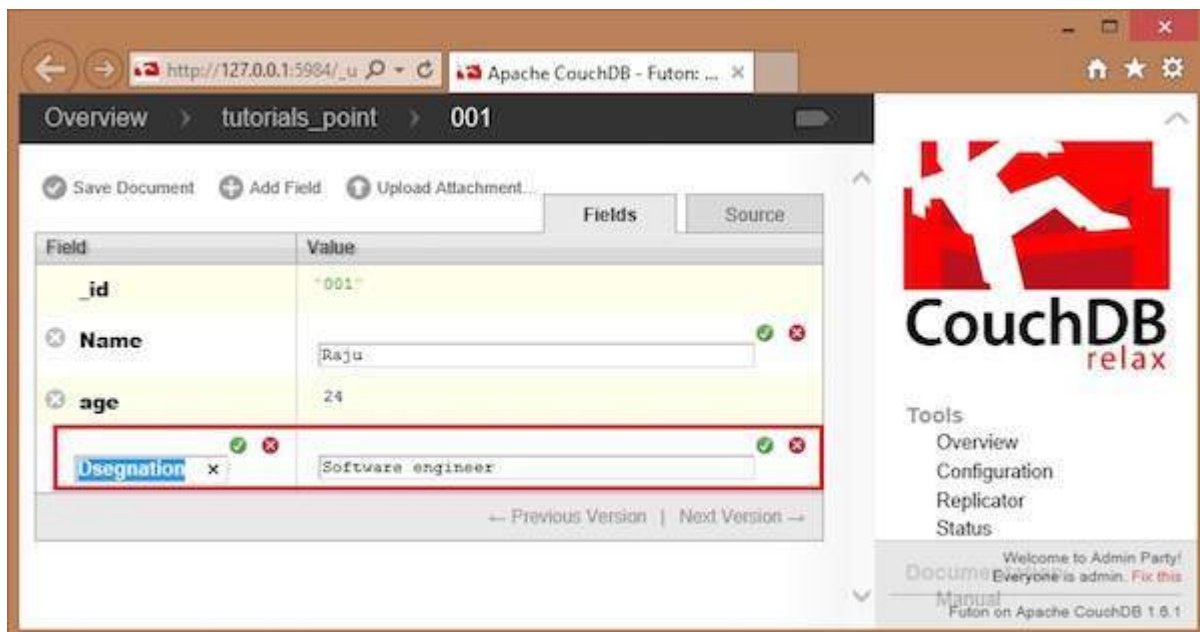 http://127.0.0.1:5984/_u
Apache CouchDB - Futon: ...
Overview > tutorials_point > 001
Save Document Add Field Upload Attachment...
Fields Source
Field Value
_id "001"
Name Raju
age 24
Dsegnation Software engineer
← Previous Version | Next Version →
CouchDB
relax
Tools
Overview
Configuration
Replicator
Status
Documentation
Manual
Welcome to Admin Party!
Everyone is admin. Fix this
Futon on Apache CouchDB 1.6.1